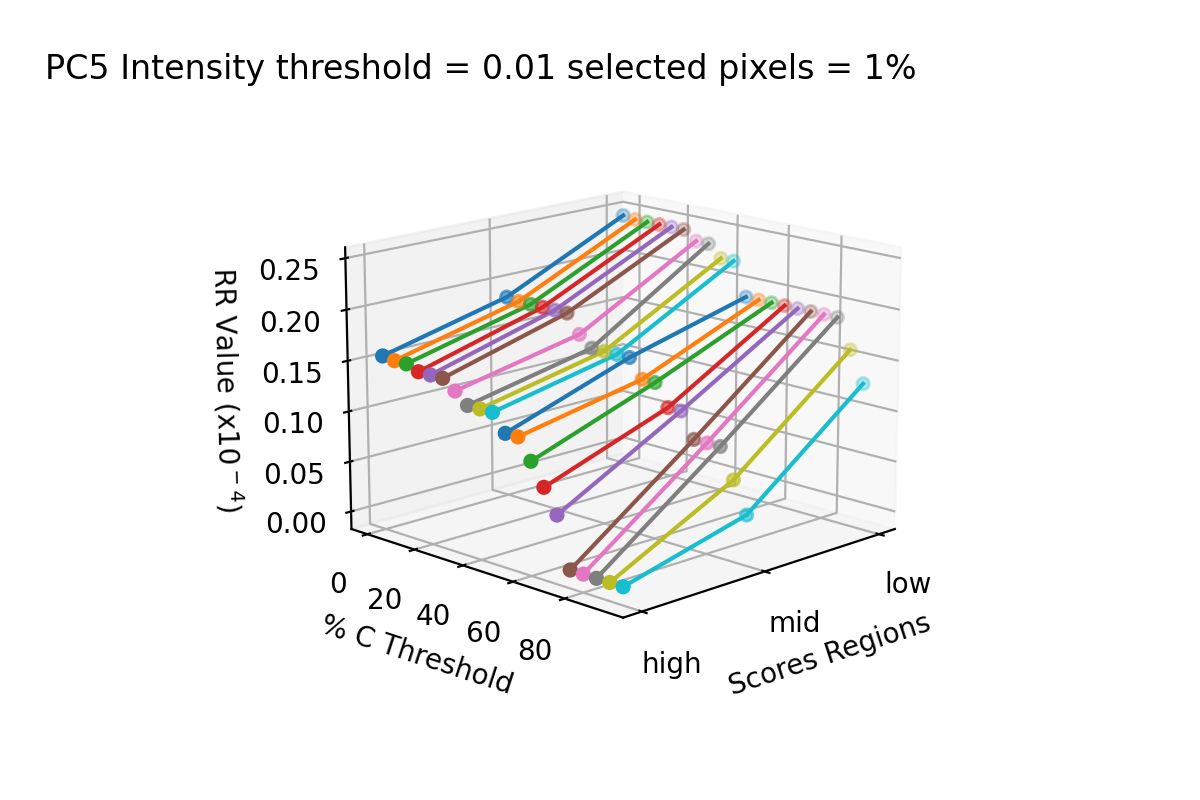 PC5 Intensity threshold = 0.01 selected pixels = 1%
RR Value (x10⁻⁴)
0.25
0.20
0.15
0.10
0.05
0.00
0
20
40
60
80
% C Threshold
high
mid
low
Scores Regions